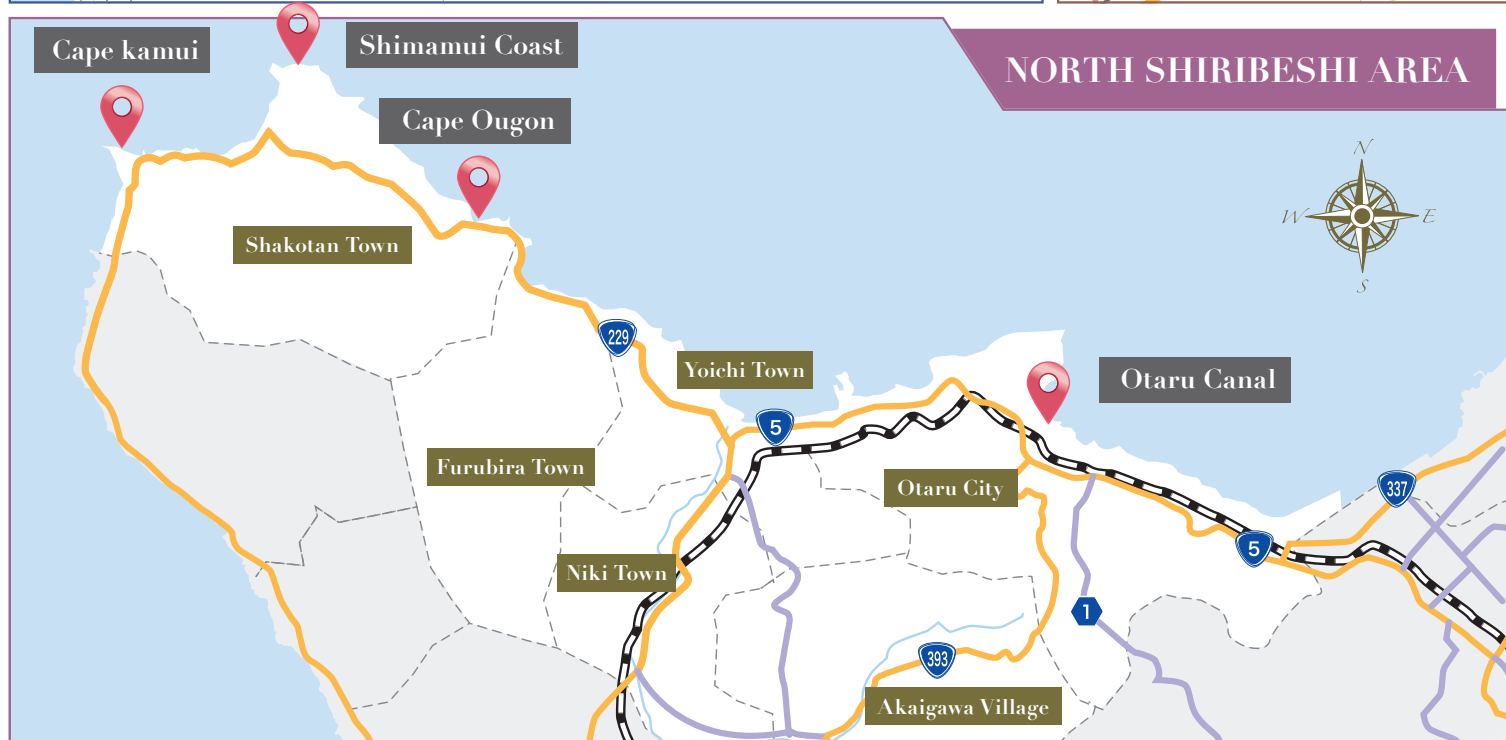 Cape kamui
Shimamui Coast
NORTH SHIRIBESHI AREA
Cape Ougon
N
W
E
S
Shakotan Town
229
Yoichi Town
Otaru Canal
5
Furubira Town
Otaru City
337
5
Niki Town
1
393
Akaigawa Village